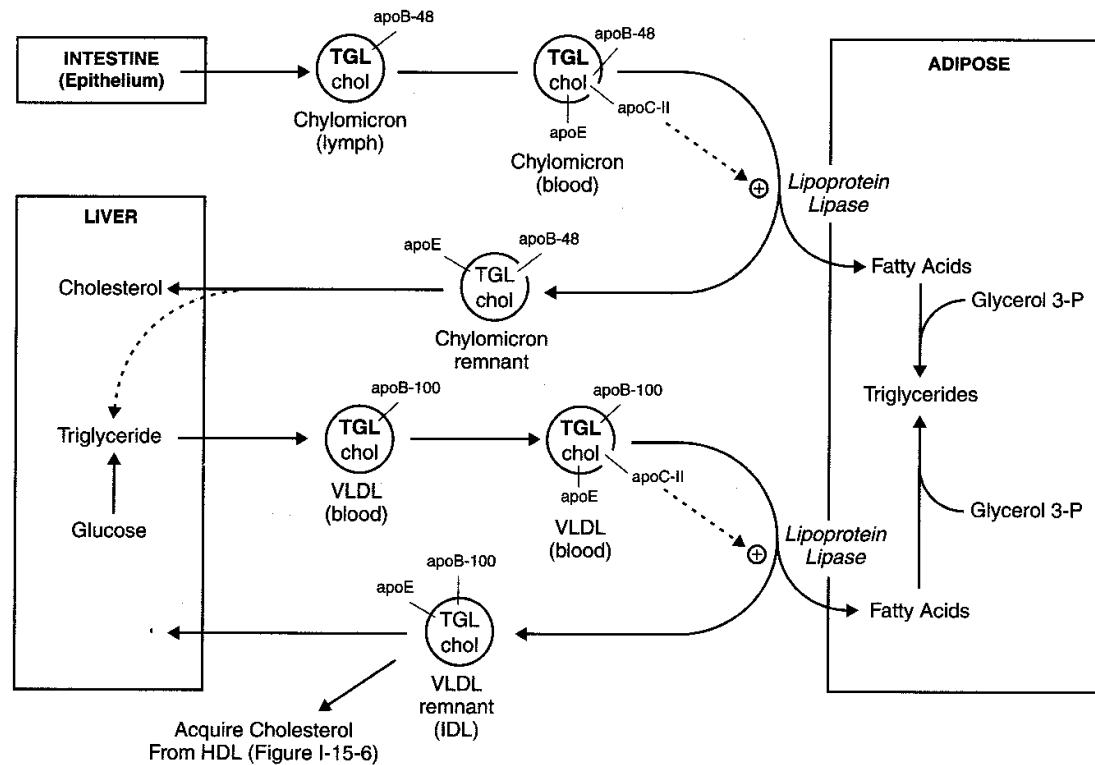 INTESTINE
(Epithelium)
TGL
chol
apoB-48
Chylomicron
(lymph)
TGL
chol
apoB-48
apoC-II
apoE
Chylomicron
(blood)
ADIPOSE
Lipoprotein
Lipase
LIVER
Cholesterol
apoE
apoB-48
TGL
chol
Chylomicron
remnant
Fatty Acids
Glycerol 3-P
Triglycerides
Triglyceride
Glucose
apoB-100
TGL
chol
VLDL
(blood)
apoB-100
TGL
chol
apoC-II
apoE
VLDL
(blood)
Glycerol 3-P
Lipoprotein
Lipase
Fatty Acids
apoB-100
apoE
TGL
chol
VLDL
remnant
(IDL)
Acquire Cholesterol
From HDL (Figure I-15-6)